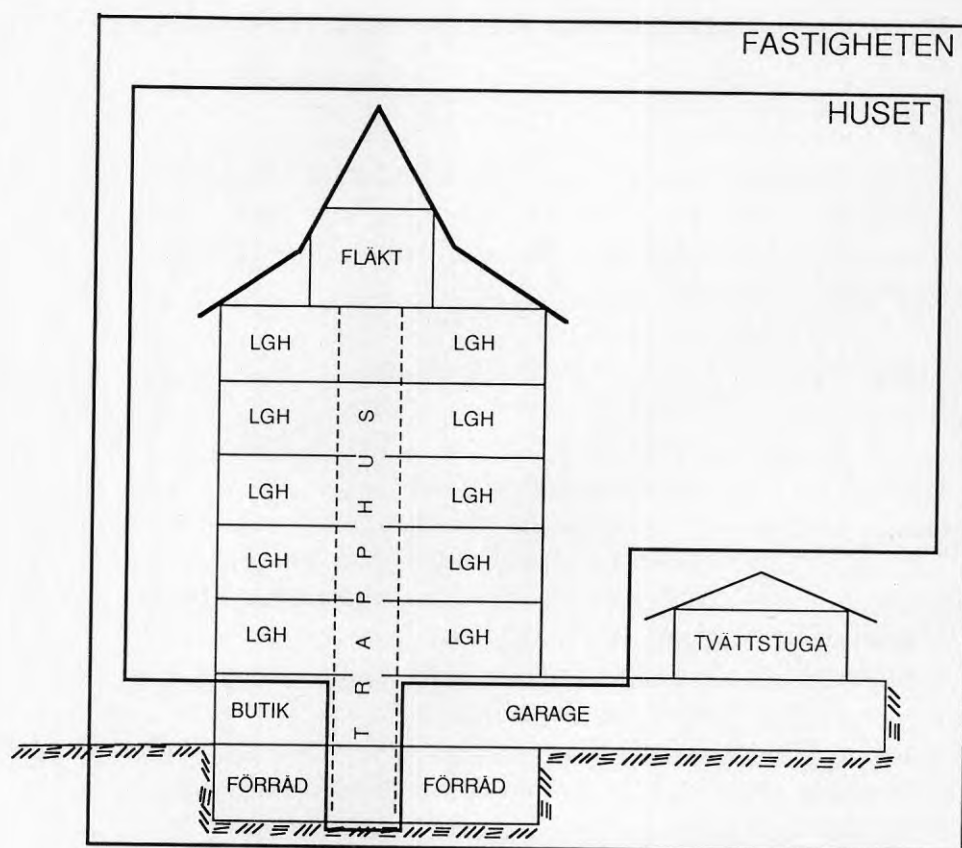 FASTIGHETEN
HUSET
FLÄKT
LGH LGH
LGH LGH
LGH LGH
LGH LGH
LGH LGH
TRAPPHUS
TVÄTTSTUGA
BUTIK GARAGE
FÖRRÅD FÖRRÅD